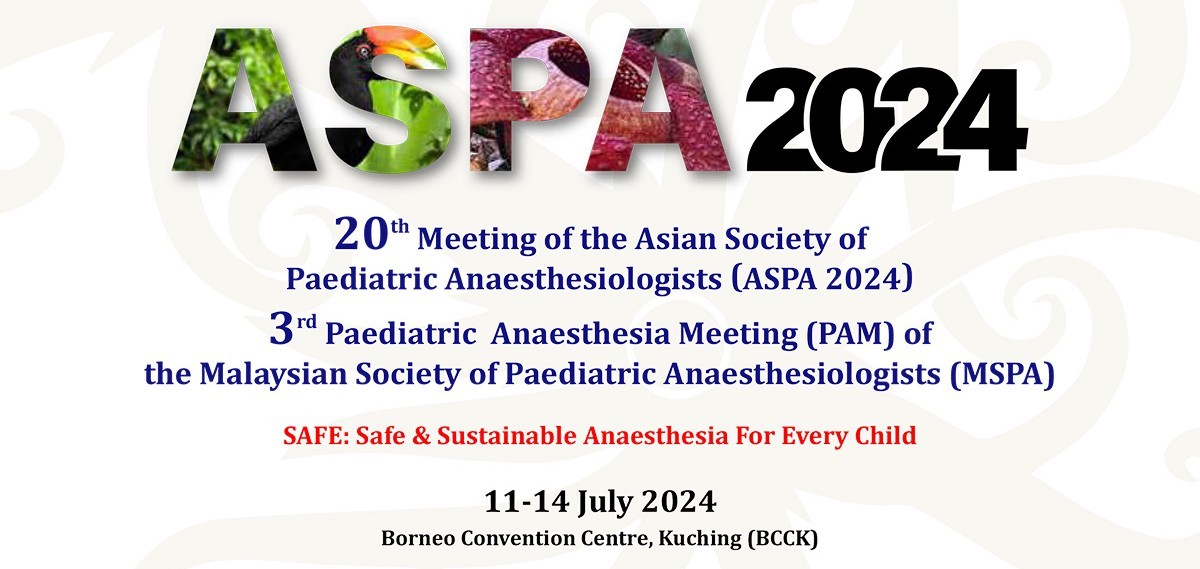 ASPA 2024
20th Meeting of the Asian Society of
Paediatric Anaesthesiologists (ASPA 2024)
3rd Paediatric Anaesthesia Meeting (PAM) of
the Malaysian Society of Paediatric Anaesthesiologists (MSPA)
SAFE: Safe & Sustainable Anaesthesia For Every Child
11-14 July 2024
Borneo Convention Centre, Kuching (BCCK)